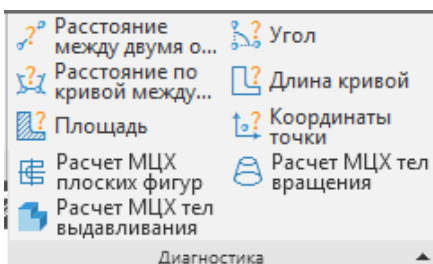 Расстояние
между двумя о...
Угол
Расстояние по
кривой между...
Длина кривой
Площадь
Координаты
точки
Расчет МЦХ
плоских фигур
Расчет МЦХ тел
вращения
Расчет МЦХ тел
выдавливания
Диагностика